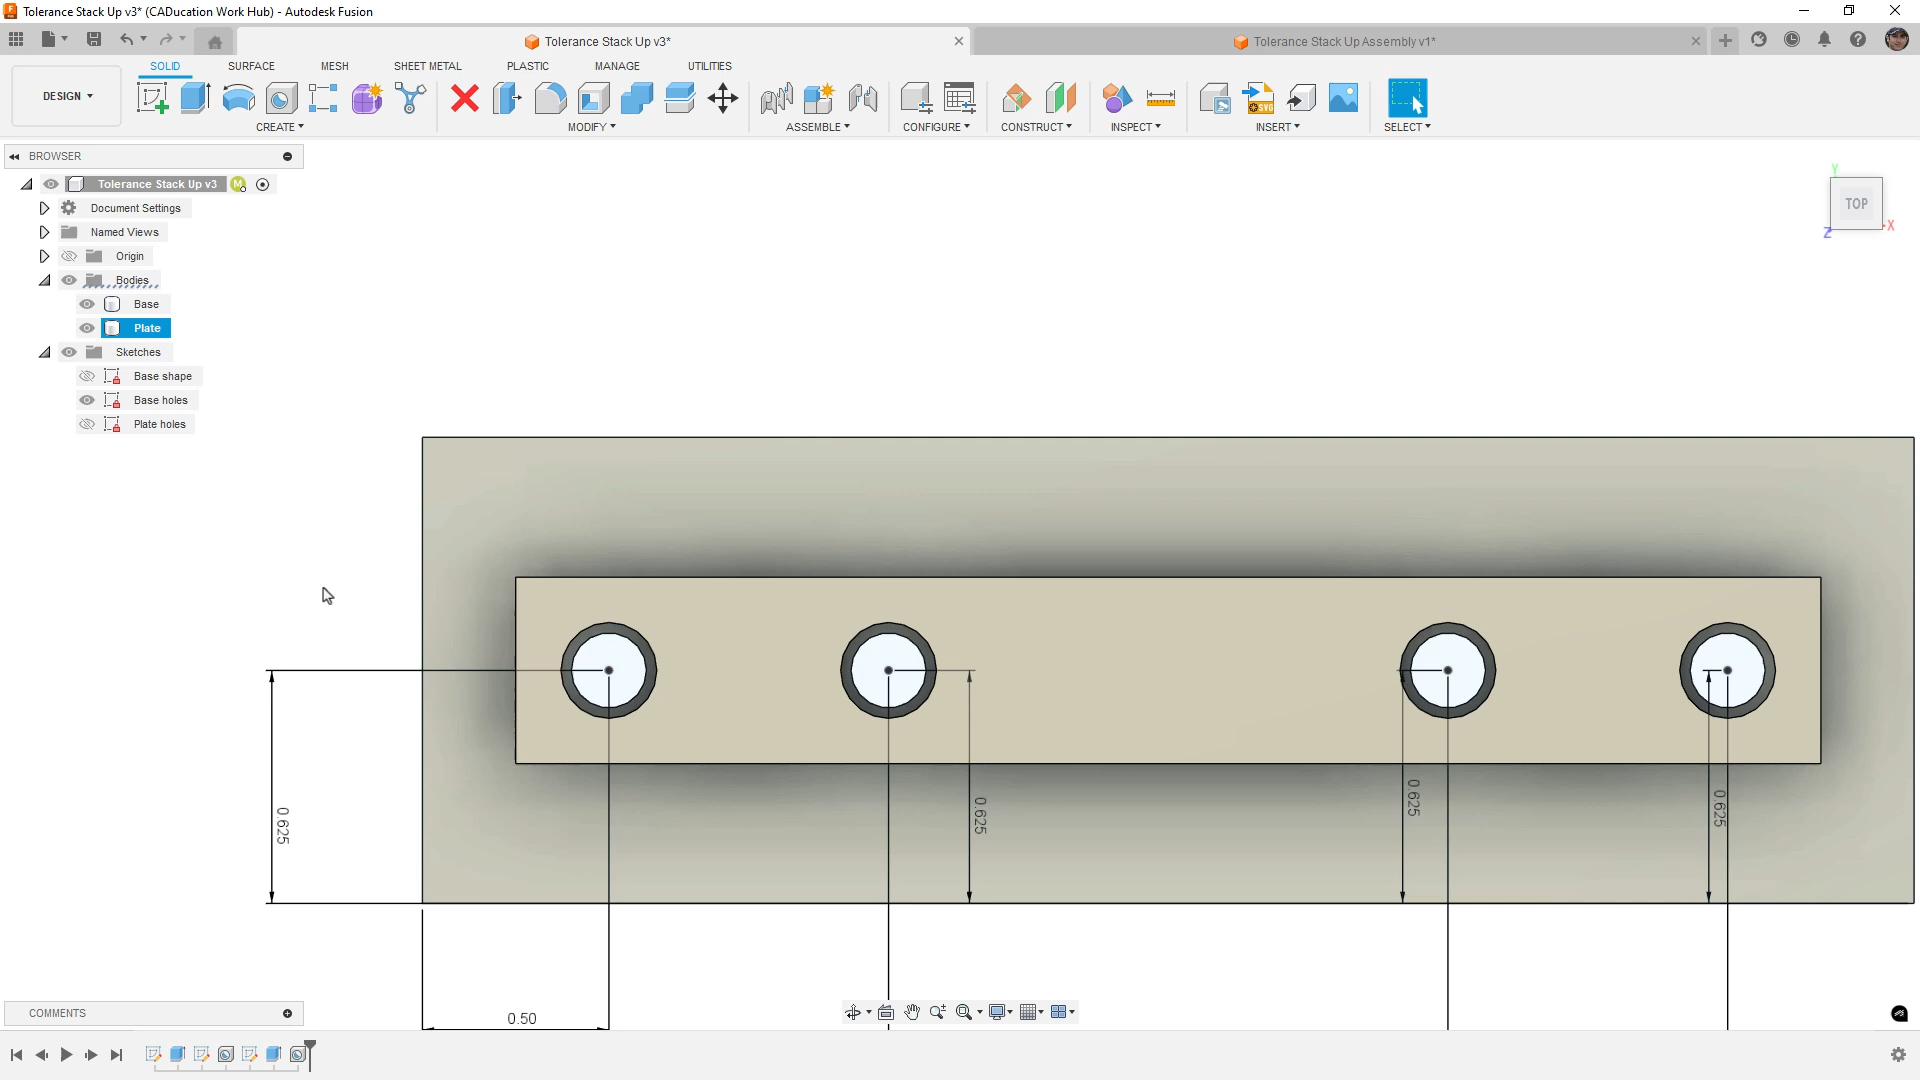 Tolerance Stack Up v3* (CADucation Work Hub) - Autodesk Fusion
Tolerance Stack Up v3*
Tolerance Stack Up Assembly v1*
SOLID SURFACE MESH SHEET METAL PLASTIC MANAGE UTILITIES
DESIGN
CREATE MODIFY ASSEMBLE CONFIGURE CONSTRUCT INSPECT INSERT SELECT
SVG
BROWSER
Tolerance Stack Up v3
M
Document Settings
Named Views
Origin
Bodies
Base
Plate
Sketches
Base shape
Base holes
Plate holes
Y
TOP
X
Z
0.625
0.625
0.625
0.625
0.50
COMMENTS